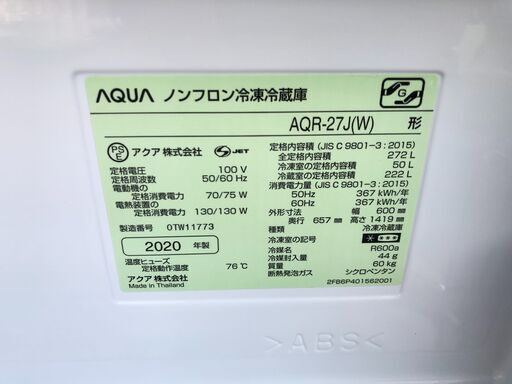 AQUA ノンフロン冷凍冷蔵庫
G
AQR-27J(W) 形
PS
E
アクア株式会社 S-JET
定格電圧 100 V
定格周波数 50/60 Hz
電動機の
定格消費電力 70/75 W
電熱装置の
定格消費電力 130/130 W
製造番号 0TW11773
2020 年製
温度ヒューズ
定格動作温度 76℃
アクア株式会社
Made in Thailand
定格内容積 (JIS C 9801-3 : 2015)
全定格内容積 272 L
冷凍室の定格内容積 50 L
冷蔵室の定格内容積 222 L
消費電力量 (JIS C 9801-3 : 2015)
50Hz 367 kWh/年
60Hz 367 kWh/年
外形寸法 幅 600 mm
奥行 657 mm 高さ 1419 mm
種類 冷凍冷蔵庫
冷凍室の記号
冷媒名 R600a
冷媒封入量 44 g
質量 60 kg
断熱発泡ガス シクロペンタン
2FB6P401562001
>ABS<